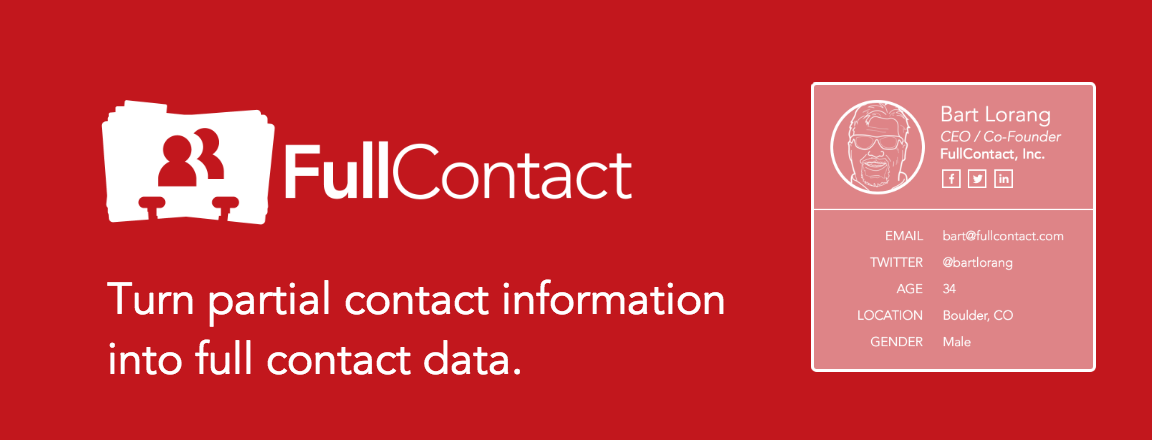 FullContact
Turn partial contact information
into full contact data.
Bart Lorang
CEO / Co-Founder
FullContact, Inc.
EMAIL bart@fullcontact.com
TWITTER @bartlorang
AGE 34
LOCATION Boulder, CO
GENDER Male